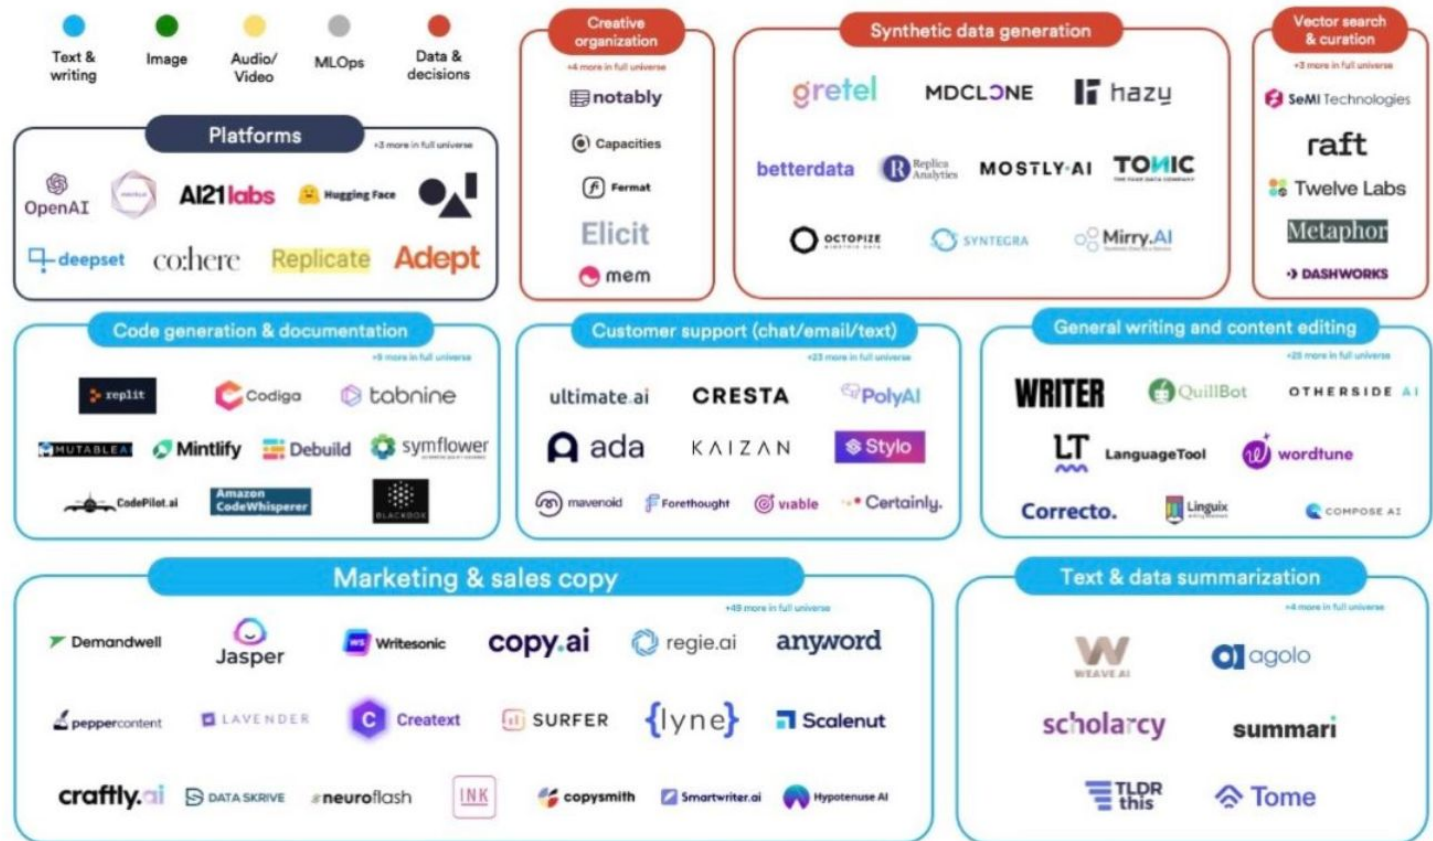 Text & writing
Image
Audio/ Video
MLOps
Data & decisions
Platforms
+3 more in full universe
OpenAI
AI21labs
Hugging Face
deepset
co:here
Replicate
Adept
Creative organization
+4 more in full universe
notably
Capacities
Fermat
Elicit
mem
Synthetic data generation
gretel
MDCLONE
hazy
betterdata
Replica Analytics
MOSTLY·AI
TONIC
THE FAKE DATA COMPANY
OCTOPIZE
SYNTEGRA
Mirry.AI
Vector search & curation
+3 more in full universe
SeMI Technologies
raft
Twelve Labs
Metaphor
DASHWORKS
Code generation & documentation
+9 more in full universe
replit
Codiga
tabnine
MUTABLEAI
Mintlify
Debuild
symflower
CodePilot.ai
Amazon CodeWhisperer
BLACKBOX
Customer support (chat/email/text)
+23 more in full universe
ultimate.ai
CRESTA
PolyAI
ada
KAIZAN
Stylo
mavenoid
Forethought
viable
Certainly.
General writing and content editing
+28 more in full universe
WRITER
QuillBot
OTHERSIDE AI
LT
LanguageTool
wordtune
Correcto.
Linguix
COMPOSE AI
Marketing & sales copy
+49 more in full universe
Demandwell
Jasper
WS
Writesonic
copy.ai
regie.ai
anyword
peppercontent
LAVENDER
C
Creatext
SURFER
{lyne}
Scalenut
craftly.ai
DATA SKRIVE
neuroflash
INK
copysmith
Smartwriter.ai
Hypotenuse AI
Text & data summarization
+4 more in full universe
WEAVE.AI
agolo
scholarcy
summari
TLDR this
Tome